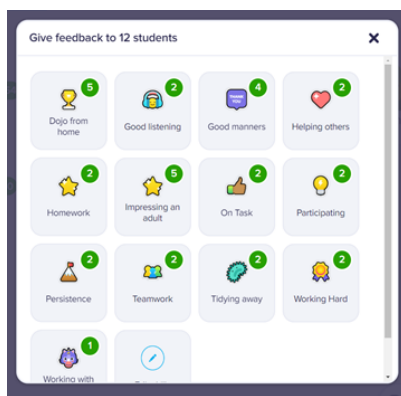 Give feedback to 12 students
5
2
4
2
Dojo from
home
Good listening
THANK
YOU
Good manners
Helping others
2
5
2
2
Homework
Impressing an
adult
On Task
Participating
2
2
2
2
Persistence
Teamwork
Tidying away
Working Hard
1
Working with